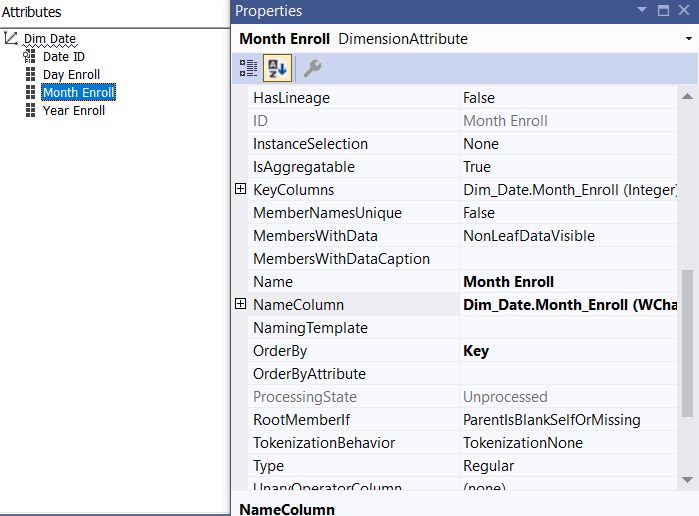 Attributes
Dim Date
Date ID
Day Enroll
Month Enroll
Year Enroll
Properties
Month Enroll DimensionAttribute
HasLineage False
ID Month Enroll
InstanceSelection None
IsAggregatable True
KeyColumns Dim_Date.Month_Enroll (Integer)
MemberNamesUnique False
MembersWithData NonLeafDataVisible
MembersWithDataCaption
Name Month Enroll
NameColumn Dim_Date.Month_Enroll (WCha
NamingTemplate
OrderBy Key
OrderByAttribute
ProcessingState Unprocessed
RootMemberIf ParentIsBlankSelfOrMissing
TokenizationBehavior TokenizationNone
Type Regular
UnaryOperatorColumn (none)
NameColumn